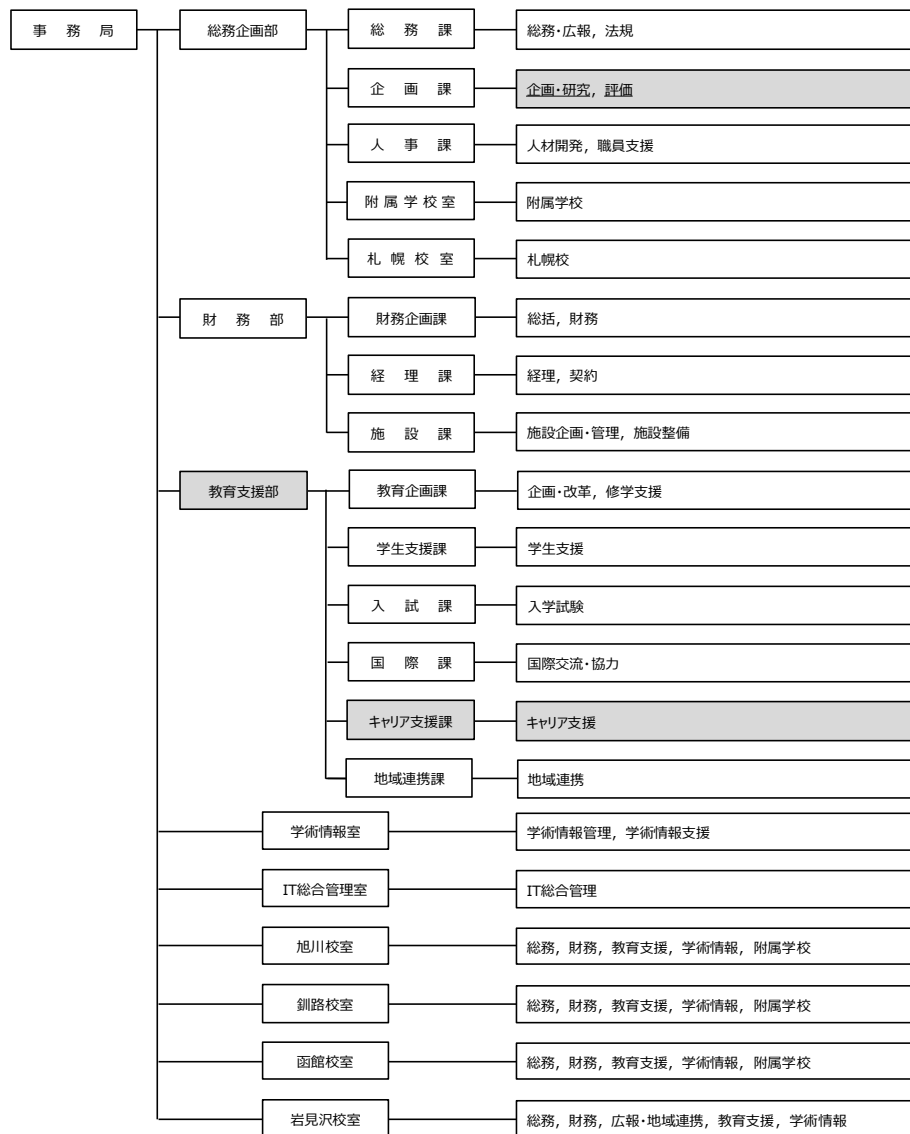 事務局
総務企画部
総務課
総務・広報, 法規
企画課
企画・研究, 評価
人事課
人材開発, 職員支援
附属学校室
附属学校
札幌校室
札幌校
財務部
財務企画課
総括, 財務
経理課
経理, 契約
施設課
施設企画・管理, 施設整備
教育支援部
教育企画課
企画・改革, 修学支援
学生支援課
学生支援
入試課
入学試験
国際課
国際交流・協力
キャリア支援課
キャリア支援
地域連携課
地域連携
学術情報室
学術情報管理, 学術情報支援
IT総合管理室
IT総合管理
旭川校室
総務, 財務, 教育支援, 学術情報, 附属学校
釧路校室
総務, 財務, 教育支援, 学術情報, 附属学校
函館校室
総務, 財務, 教育支援, 学術情報, 附属学校
岩見沢校室
総務, 財務, 広報・地域連携, 教育支援, 学術情報